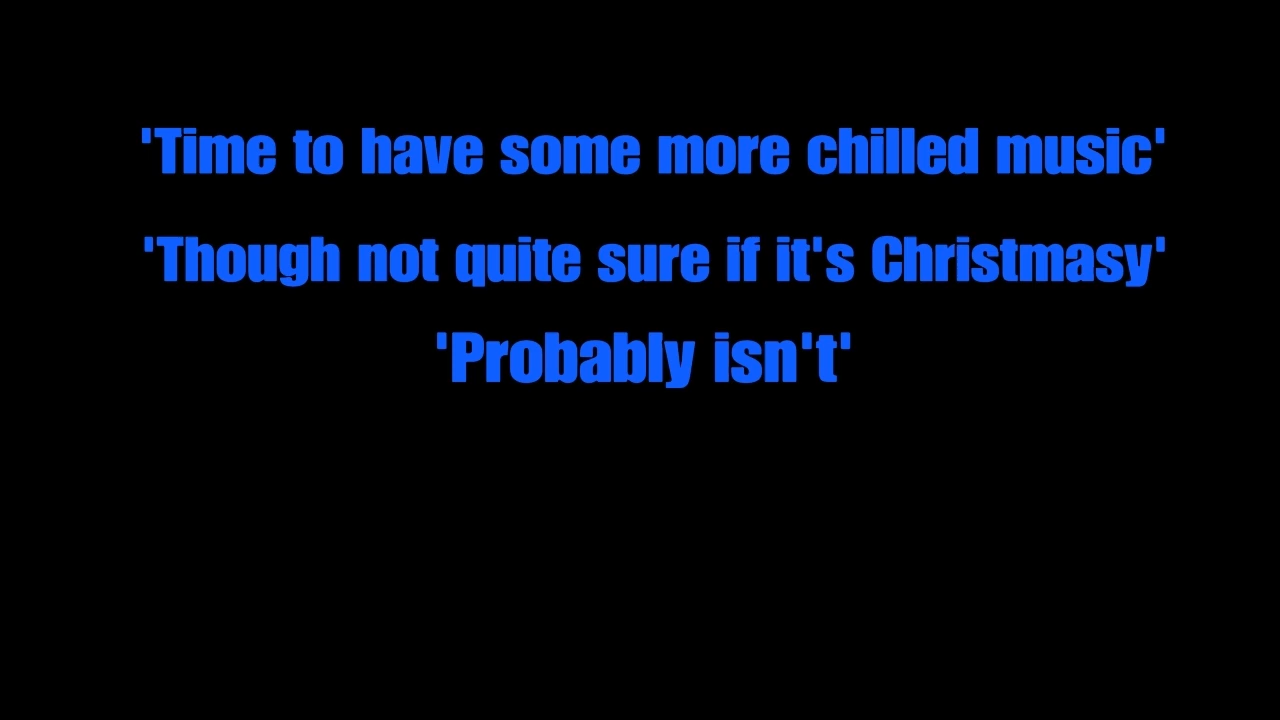 'Time to have some more chilled music'
'Though not quite sure if it's Christmasy'
'Probably isn't'